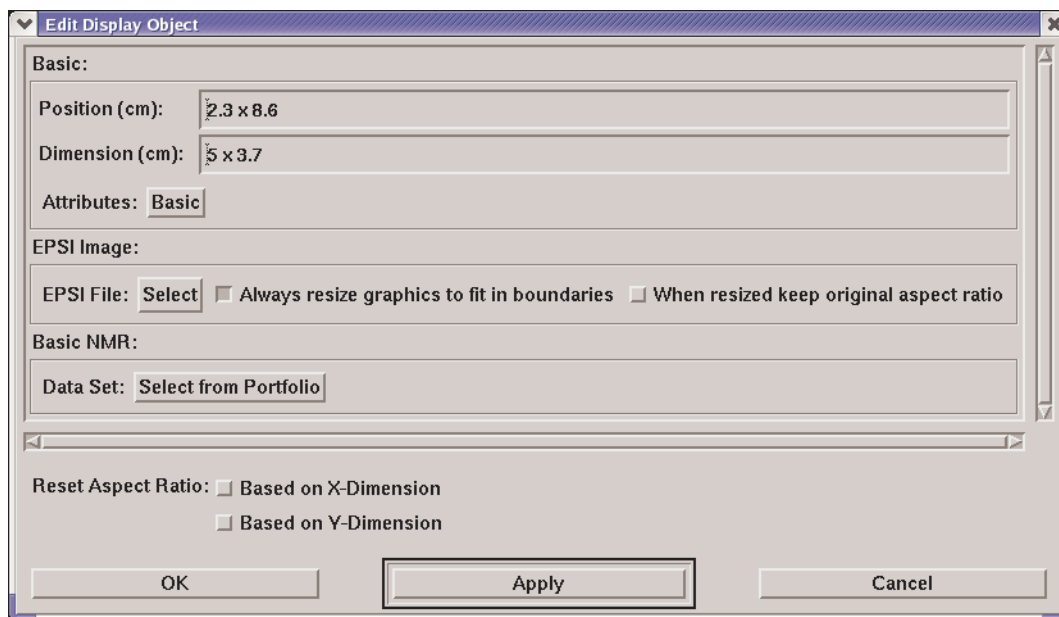 Edit Display Object
Basic:
Position (cm): 2.3 x 8.6
Dimension (cm): 5 x 3.7
Attributes: Basic
EPSI Image:
EPSI File: Select Always resize graphics to fit in boundaries When resized keep original aspect ratio
Basic NMR:
Data Set: Select from Portfolio
Reset Aspect Ratio: Based on X-Dimension
Based on Y-Dimension
OK Apply Cancel